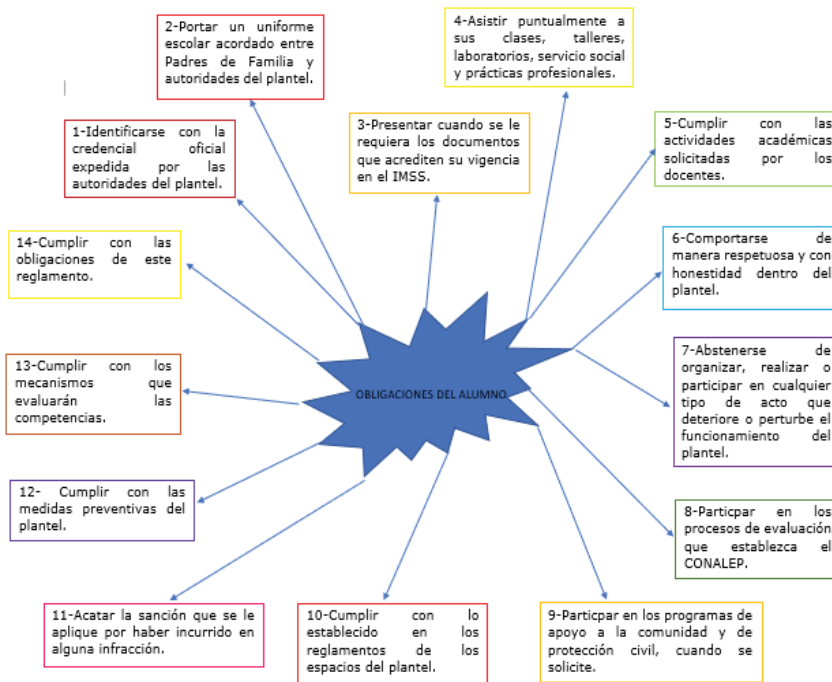 2-Portar un uniforme
escolar acordado entre
Padres de Familia y
autoridades del plantel.
4-Asistir puntualmente a
sus clases, talleres,
laboratorios, servicio social
y prácticas profesionales.
1-Identificarse con la
credencial oficial
expedida por las
autoridades del plantel.
3-Presentar cuando se le
requiera los documentos
que acrediten su vigencia
en el IMSS.
5-Cumplir con las
actividades académicas
solicitadas por los
docentes.
14-Cumplir con las
obligaciones de este
reglamento.
6-Comportarse de
manera respetuosa y con
honestidad dentro del
plantel.
13-Cumplir con los
mecanismos que
evaluarán las
competencias.
OBLIGACIONES DEL ALUMNO
7-Abstenerse de
organizar, realizar o
participar en cualquier
tipo de acto que
deteriore o perturbe el
funcionamiento del
plantel.
12- Cumplir con las
medidas preventivas del
plantel.
8-Particpar en los
procesos de evaluación
que establezca el
CONALEP.
11-Acatar la sanción que se le
aplique por haber incurrido en
alguna infracción.
10-Cumplir con lo
establecido en los
reglamentos de los
espacios del plantel.
9-Particpar en los programas de
apoyo a la comunidad y de
protección civil, cuando se
solicite.